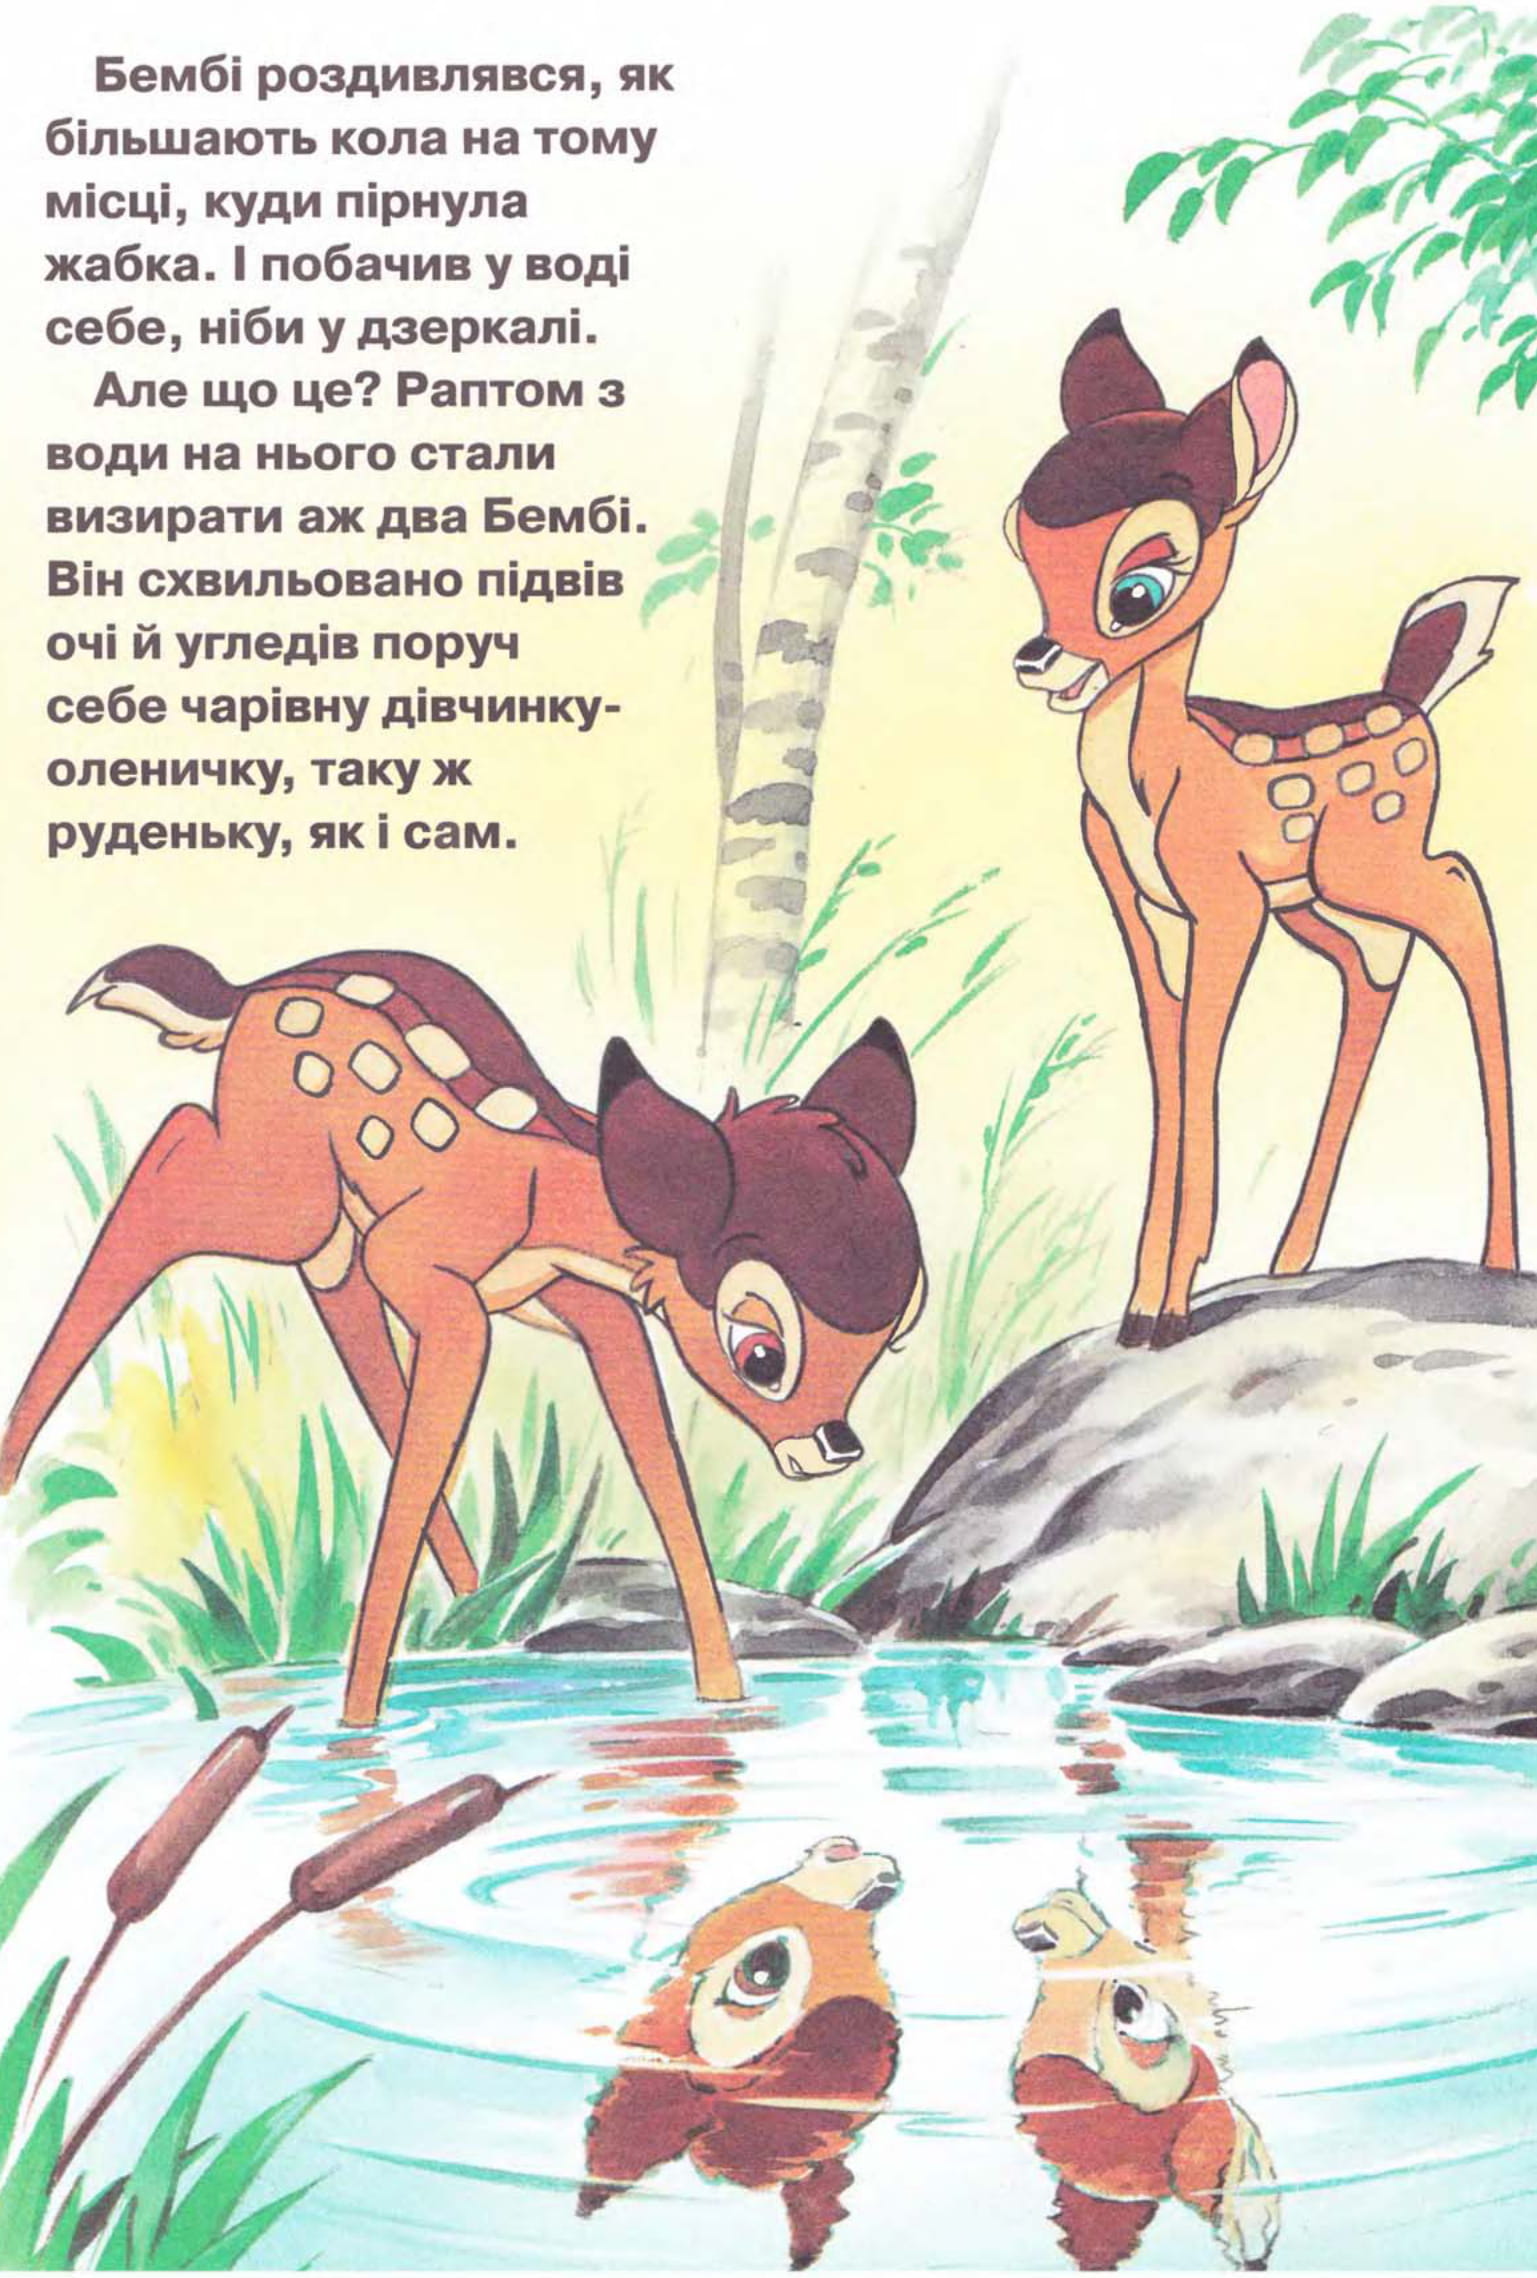 Бембі роздивлявся, як
більшають кола на тому
місці, куди пірнула
жабка. І побачив у воді
себе, ніби у дзеркалі.
Але що це? Раптом з
води на нього стали
визирати аж два Бембі.
Він схвильовано підвів
очі й угледів поруч
себе чарівну дівчинку-
оленичку, таку ж
руденьку, як і сам.